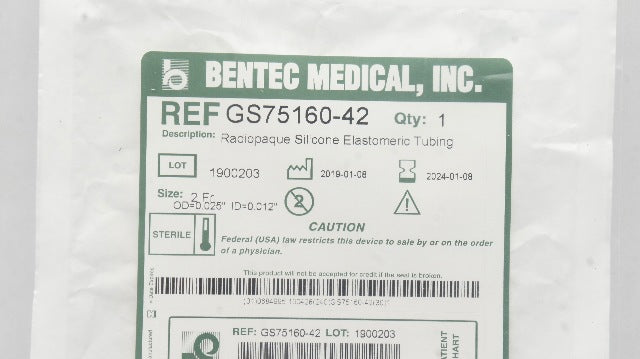 BENTEC MEDICAL, INC.
REF GS75160-42 Qty: 1
Description: Radiopaque Silicone Elastomeric Tubing
LOT 1900203 2019-01-08 2024-01-08
Size: 2 Fr
OD=0.025" ID=0.012"
2
STERILE
CAUTION
Federal (USA) law restricts this device to sale by or on the order
of a physician.
This product will not be accepted for credit if the seal is broken.
REF: GS75160-42 LOT: 1900203
PATIENT
CHART